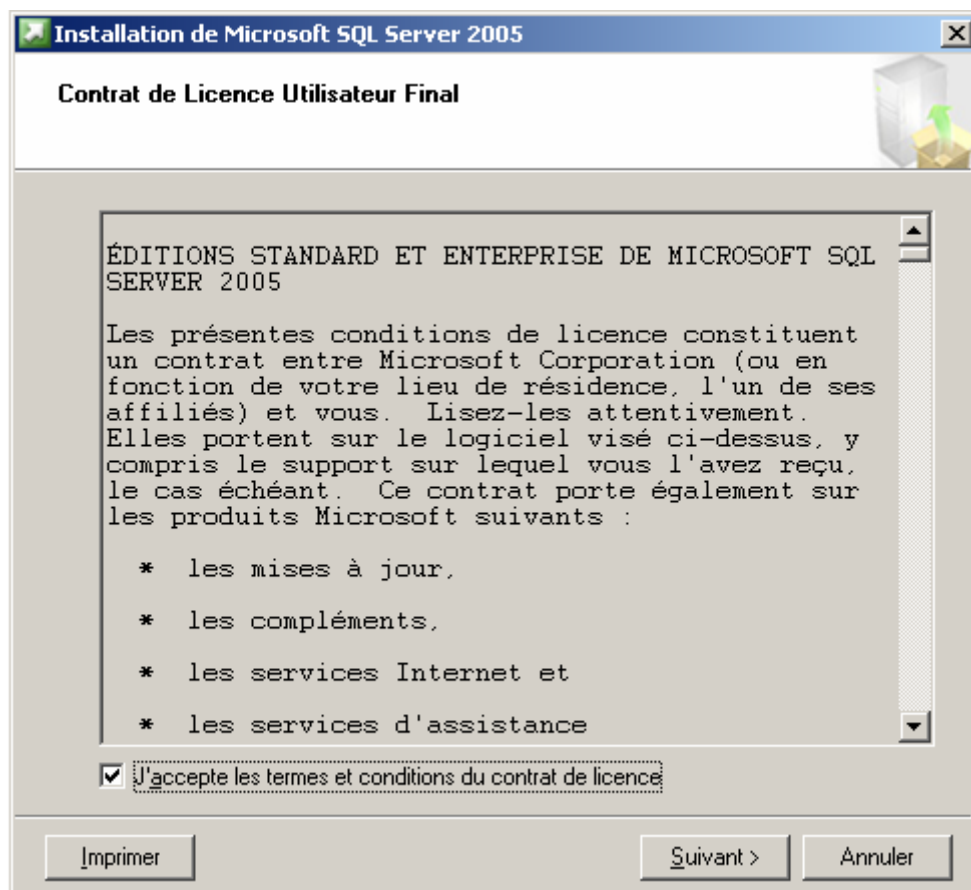 Installation de Microsoft SQL Server 2005
Contrat de Licence Utilisateur Final
ÉDITIONS STANDARD ET ENTERPRISE DE MICROSOFT SQL
SERVER 2005
Les présentes conditions de licence constituent
un contrat entre Microsoft Corporation (ou en
fonction de votre lieu de résidence, l'un de ses
affiliés) et vous.  Lisez-les attentivement.
Elles portent sur le logiciel visé ci-dessus, y
compris le support sur lequel vous l'avez reçu,
le cas échéant.  Ce contrat porte également sur
les produits Microsoft suivants :
* les mises à jour,
* les compléments,
* les services Internet et
* les services d'assistance
J'accepte les termes et conditions du contrat de licence
Imprimer Suivant > Annuler